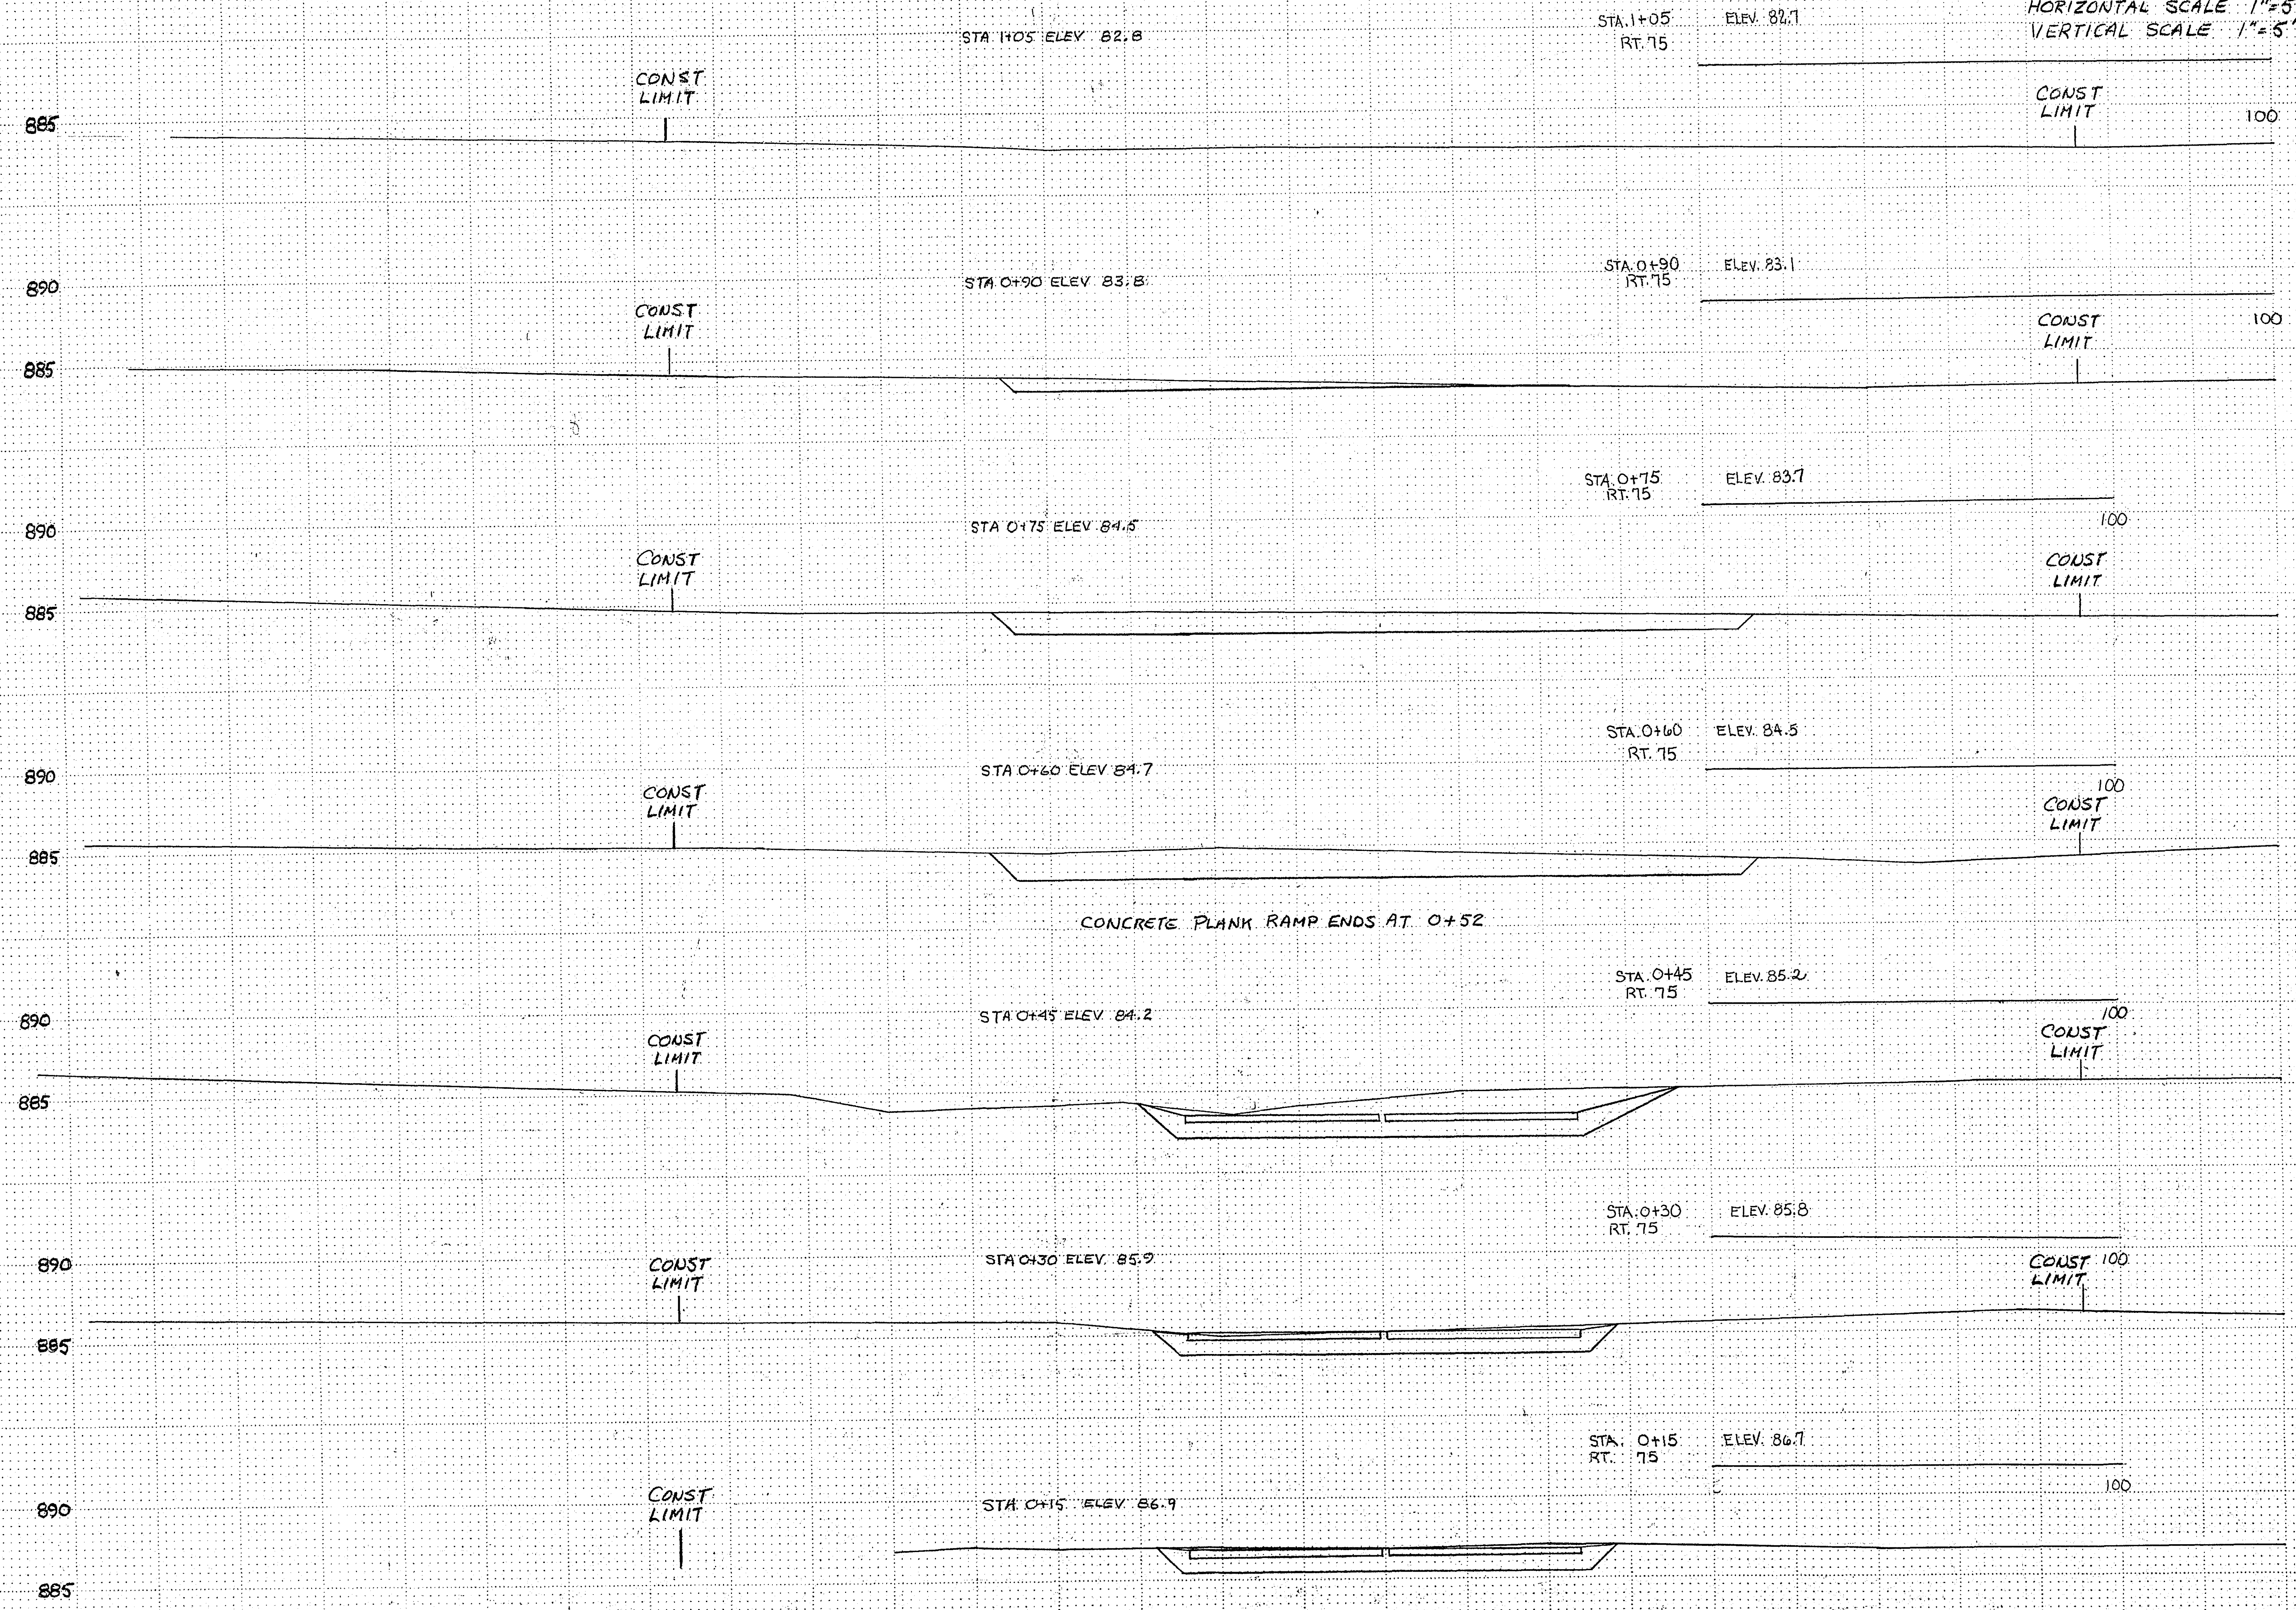 HORIZONTAL SCALE 1"=5'
VERTICAL SCALE 1"=5'
STA. 1+05 ELEV. 82.7
RT. 75
STA 1+05 ELEV 82.8
CONST
LIMIT
CONST
LIMIT
100
885
STA. 0+90 ELEV. 83.1
RT. 75
STA 0+90 ELEV 83.8
890
CONST
LIMIT
CONST
LIMIT
100
885
STA. 0+75 ELEV. 83.7
RT. 75
100
STA 0+75 ELEV 84.5
890
CONST
LIMIT
CONST
LIMIT
885
STA. 0+60 ELEV. 84.5
RT. 75
STA 0+60 ELEV 84.7
890
100
CONST
LIMIT
CONST
LIMIT
885
CONCRETE PLANK RAMP ENDS AT 0+52
STA. 0+45 ELEV. 85.2
RT. 75
STA 0+45 ELEV. 84.2
890
100
CONST
LIMIT
CONST
LIMIT
885
STA. 0+30 ELEV. 85.8
RT. 75
STA 0+30 ELEV. 85.9
890
CONST
LIMIT
CONST 100
LIMIT
885
STA. 0+15 ELEV. 86.7
RT. 75
100
STA 0+15 ELEV. 86.9
890
CONST
LIMIT
885